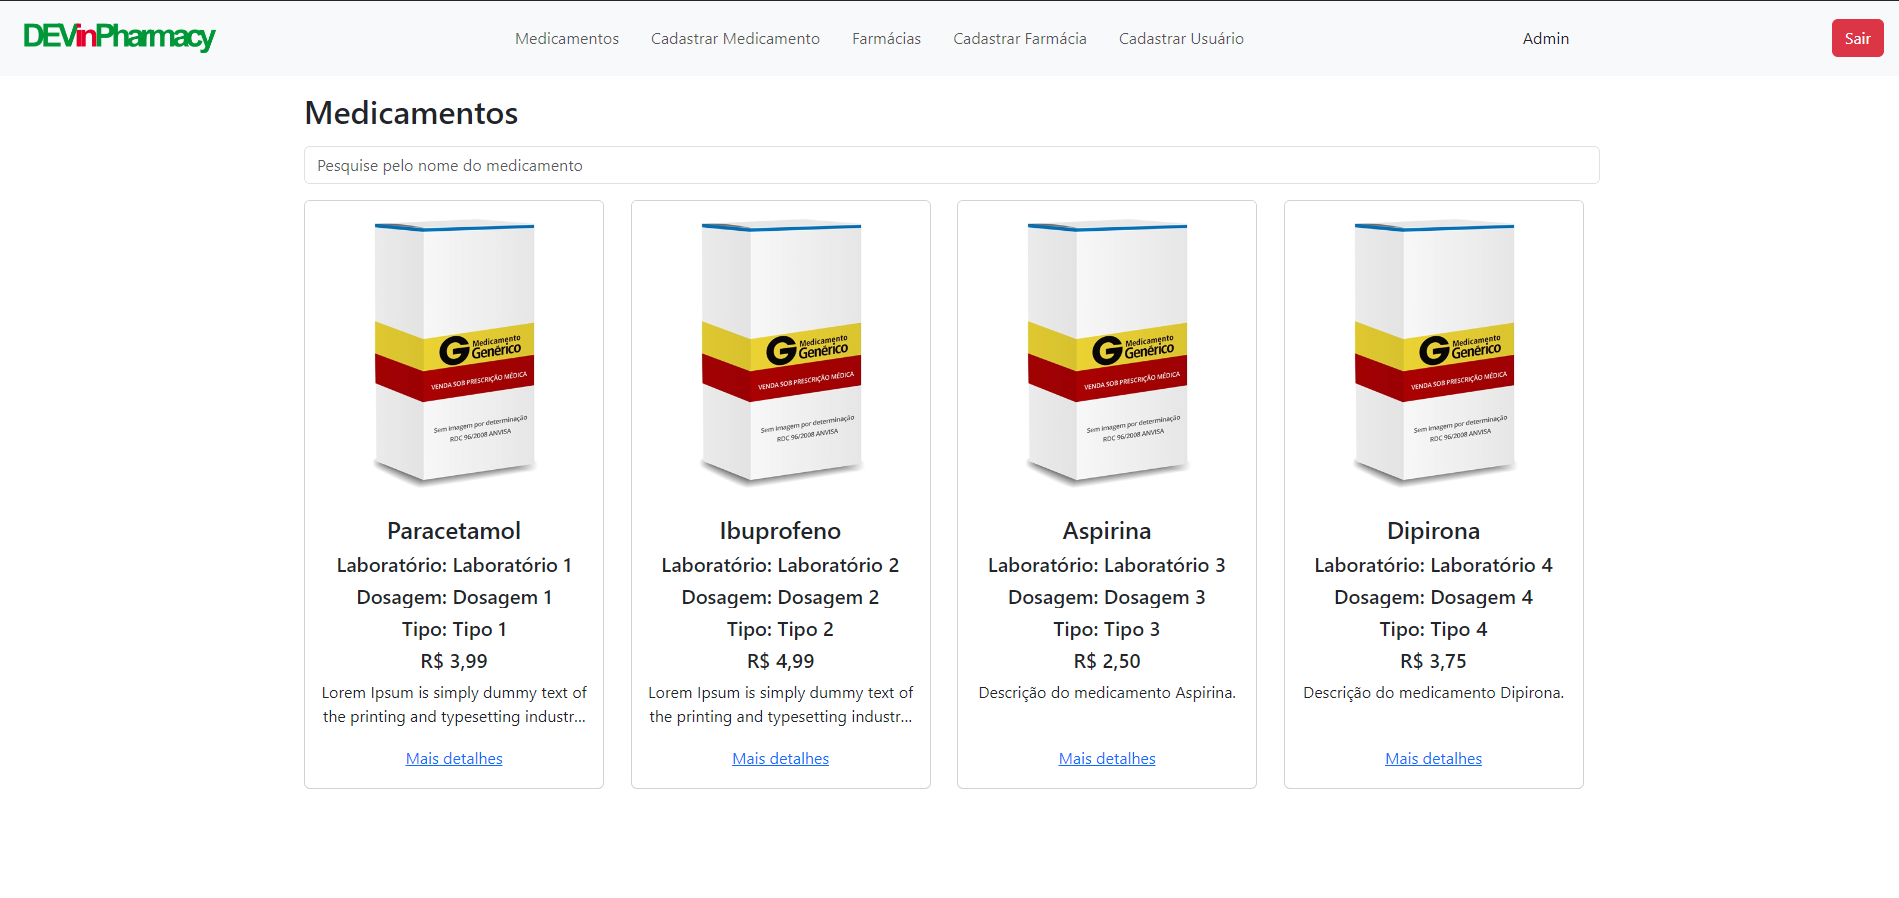 DEVinPharmacy
Medicamentos Cadastrar Medicamento Farmácias Cadastrar Farmácia Cadastrar Usuário Admin Sair
Medicamentos
Pesquise pelo nome do medicamento
G Medicamento Genérico
VENDA SOB PRESCRIÇÃO MÉDICA
Sem imagem por determinação
RDC 96/2008 ANVISA
Paracetamol
Laboratório: Laboratório 1
Dosagem: Dosagem 1
Tipo: Tipo 1
R$ 3,99
Lorem Ipsum is simply dummy text of
the printing and typesetting industr...
Mais detalhes
G Medicamento Genérico
VENDA SOB PRESCRIÇÃO MÉDICA
Sem imagem por determinação
RDC 96/2008 ANVISA
Ibuprofeno
Laboratório: Laboratório 2
Dosagem: Dosagem 2
Tipo: Tipo 2
R$ 4,99
Lorem Ipsum is simply dummy text of
the printing and typesetting industr...
Mais detalhes
G Medicamento Genérico
VENDA SOB PRESCRIÇÃO MÉDICA
Sem imagem por determinação
RDC 96/2008 ANVISA
Aspirina
Laboratório: Laboratório 3
Dosagem: Dosagem 3
Tipo: Tipo 3
R$ 2,50
Descrição do medicamento Aspirina.
Mais detalhes
G Medicamento Genérico
VENDA SOB PRESCRIÇÃO MÉDICA
Sem imagem por determinação
RDC 96/2008 ANVISA
Dipirona
Laboratório: Laboratório 4
Dosagem: Dosagem 4
Tipo: Tipo 4
R$ 3,75
Descrição do medicamento Dipirona.
Mais detalhes